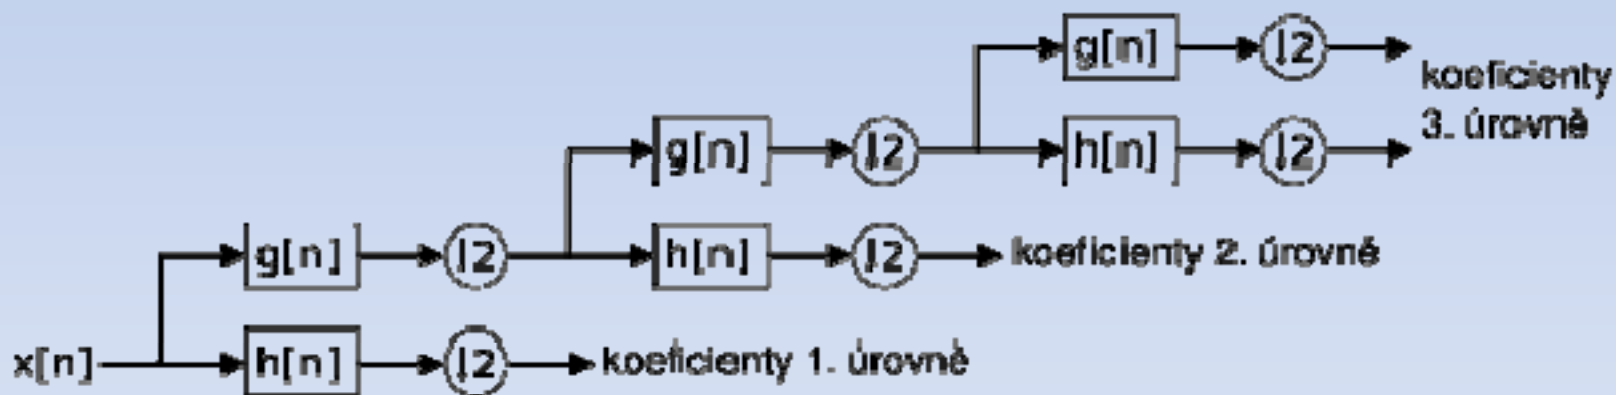 g[n] ↓2
koeficienty
3. úrovně
g[n] ↓2 h[n] ↓2
g[n] ↓2 h[n] ↓2 koeficienty 2. úrovně
x[n] h[n] ↓2 koeficienty 1. úrovně